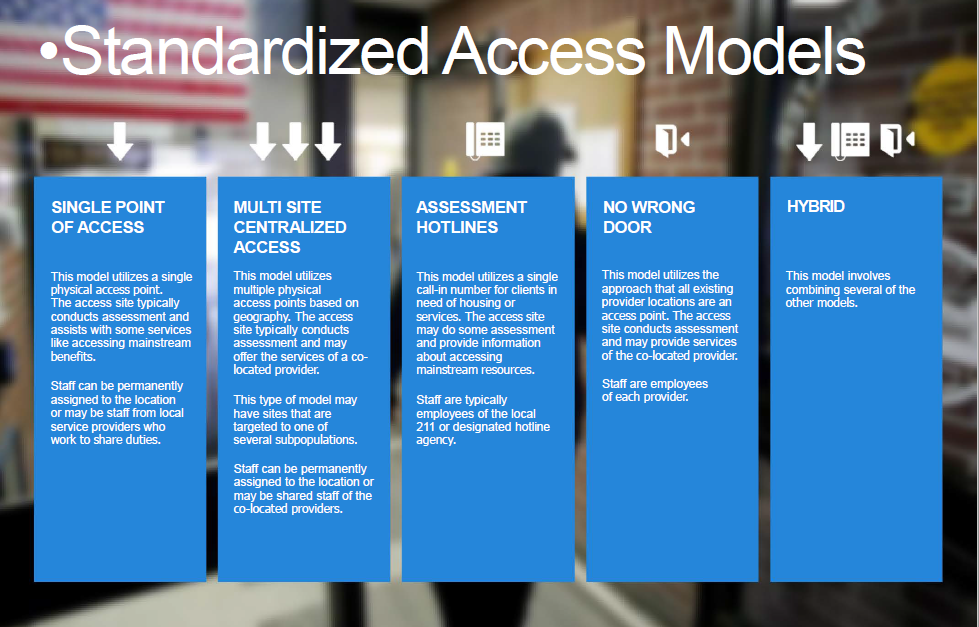 •Standardized Access Models
SINGLE POINT
OF ACCESS
This model utilizes a single
physical access point.
The access site typically
conducts assessment and
assists with some services
like accessing mainstream
benefits.
Staff can be permanently
assigned to the location
or may be staff from local
service providers who
work to share duties.
MULTI SITE
CENTRALIZED
ACCESS
This model utilizes
multiple physical
access points based on
geography. The access
site typically conducts
assessment and may
offer the services of a co-
located provider.
This type of model may
have sites that are
targeted to one of
several subpopulations.
Staff can be permanently
assigned to the location or
may be shared staff of the
co-located providers.
ASSESSMENT
HOTLINES
This model utilizes a single
call-in number for clients in
need of housing or
services. The access site
may do some assessment
and provide information
about accessing
mainstream resources.
Staff are typically
employees of the local
211 or designated hotline
agency.
NO WRONG
DOOR
This model utilizes the
approach that all existing
provider locations are an
access point. The access
site conducts assessment
and may provide services
of the co-located provider.
Staff are employees
of each provider.
HYBRID
This model involves
combining several of the
other models.